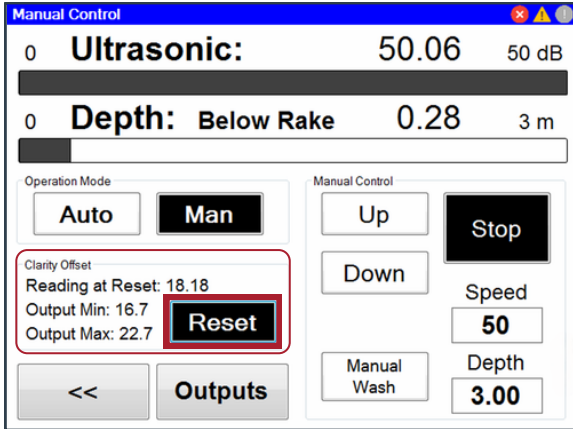 Manual Control
0 Ultrasonic: 50.06 50 dB
0 Depth: Below Rake 0.28 3 m
Operation Mode
Auto Man
Clarity Offset
Reading at Reset: 18.18
Output Min: 16.7
Output Max: 22.7
Reset
<< Outputs
Manual Control
Up
Stop
Down
Speed
50
Manual
Wash
Depth
3.00